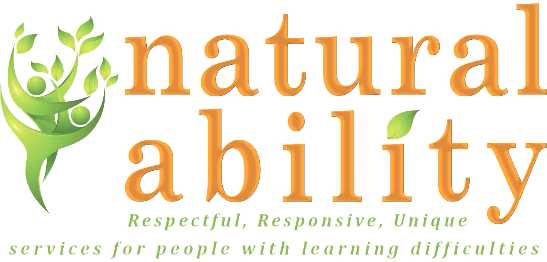 natural
ability
Respectful, Responsive, Unique
services for people with learning difficulties